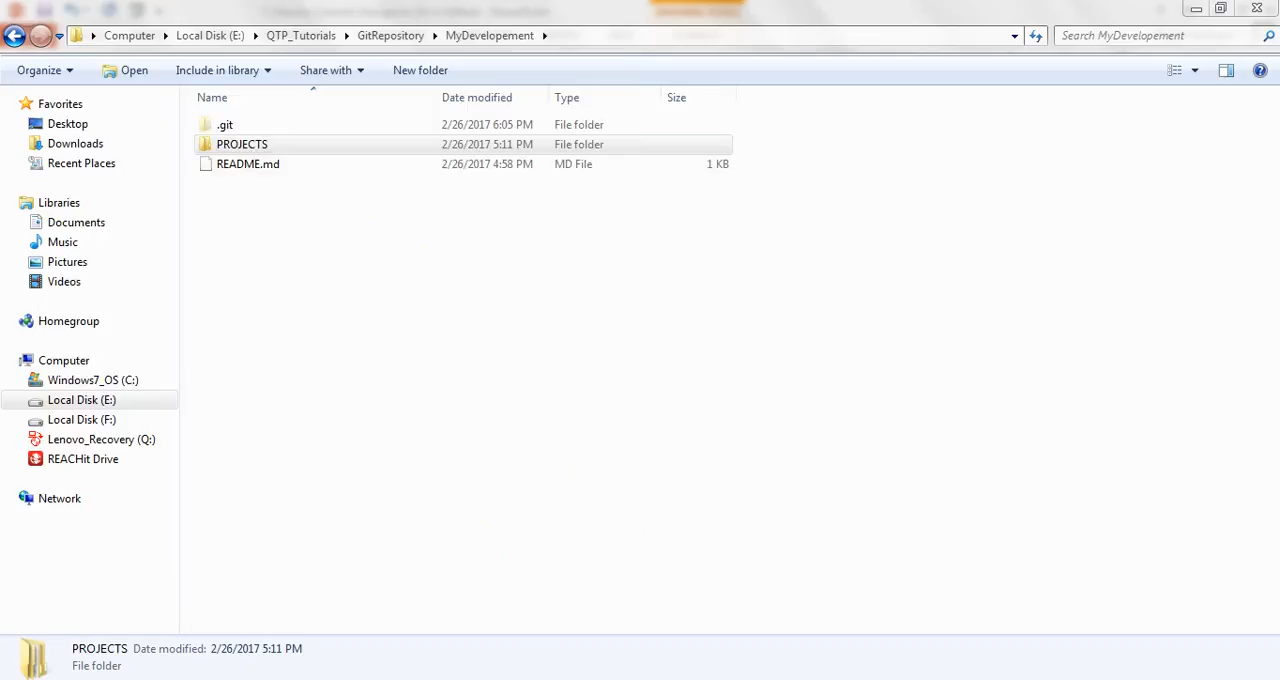 Computer Local Disk (E:) QTP_Tutorials GitRepository MyDevelopement Search MyDevelopement
Organize Open Include in library Share with New folder
Name Date modified Type Size
.git 2/26/2017 6:05 PM File folder
PROJECTS 2/26/2017 5:11 PM File folder
README.md 2/26/2017 4:58 PM MD File 1 KB
Favorites
Desktop
Downloads
Recent Places
Libraries
Documents
Music
Pictures
Videos
Homegroup
Computer
Windows7_OS (C:)
Local Disk (E:)
Local Disk (F:)
Lenovo_Recovery (Q:)
REACHit Drive
Network
PROJECTS Date modified: 2/26/2017 5:11 PM
File folder